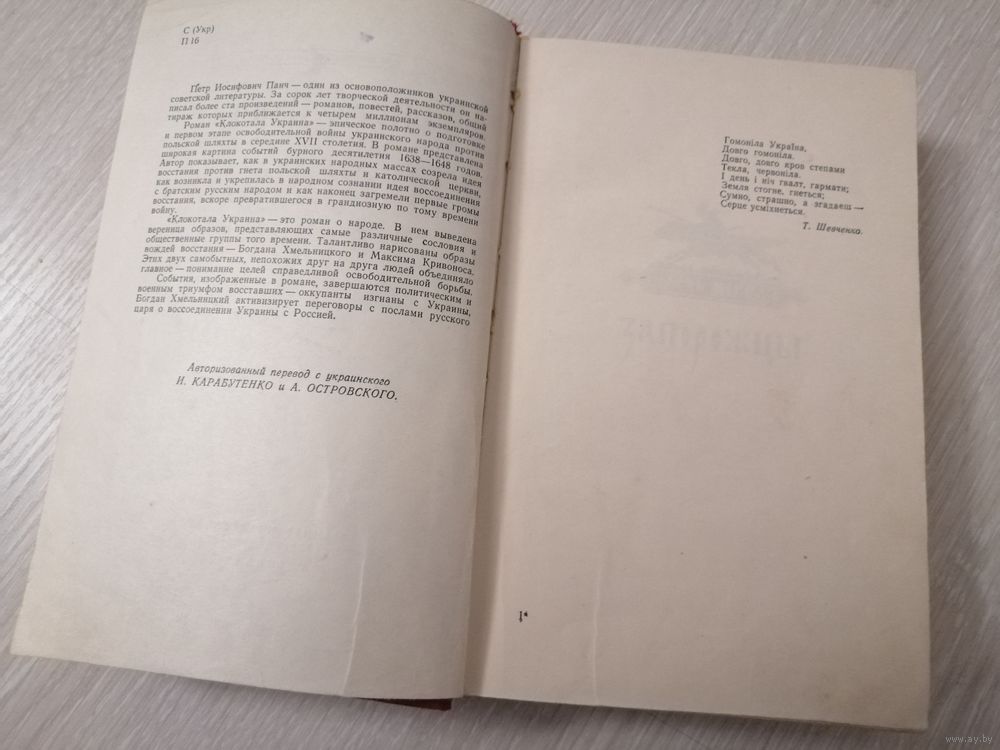 С (Укр)
П 16
Петр Иосифович Панч — один из основоположников украинской
советской литературы. За сорок лет творческой деятельности он на-
писал более ста произведений — романов, повестей, рассказов, общий
тираж которых приближается к четырем миллионам экземпляров.
Роман «Клокотала Украина» — эпическое полотно о подготовке
и первом этапе освободительной войны украинского народа против
польской шляхты в середине XVII столетия. В романе представлена
широкая картина событий бурного десятилетия 1638—1648 годов.
Автор показывает, как в украинских народных массах созрела идея
восстания против гнета польской шляхты и католической церкви,
как возникла и укрепилась в народном сознании идея воссоединения
с братским русским народом и как наконец загремели первые громы
восстания, вскоре превратившегося в грандиозную по тому времени
войну.
«Клокотала Украина» — это роман о народе. В нем выведена
вереница образов, представляющих самые различные сословия и
общественные группы того времени. Талантливо нарисованы образы
вождей восстания — Богдана Хмельницкого и Максима Кривоноса.
Этих двух самобытных, непохожих друг на друга людей объединяло
главное — понимание целей справедливой освободительной борьбы.
События, изображенные в романе, завершаются политическим и
военным триумфом восставших — оккупанты изгнаны с Украины,
Богдан Хмельницкий активизирует переговоры с послами русского
царя о воссоединении Украины с Россией.
Авторизованный перевод с украинского
И. КАРАБУТЕНКО и А. ОСТРОВСКОГО.
Гомоніла Україна,
Довго гомоніла.
Довго, довго кров степами
Текла, червоніла.
І день і ніч гвалт, гармати;
Земля стогне, гнеться;
Сумно, страшно, а згадаеш —
Серце усміхнеться.
Т. Шевченко.
1*
www.ay.by